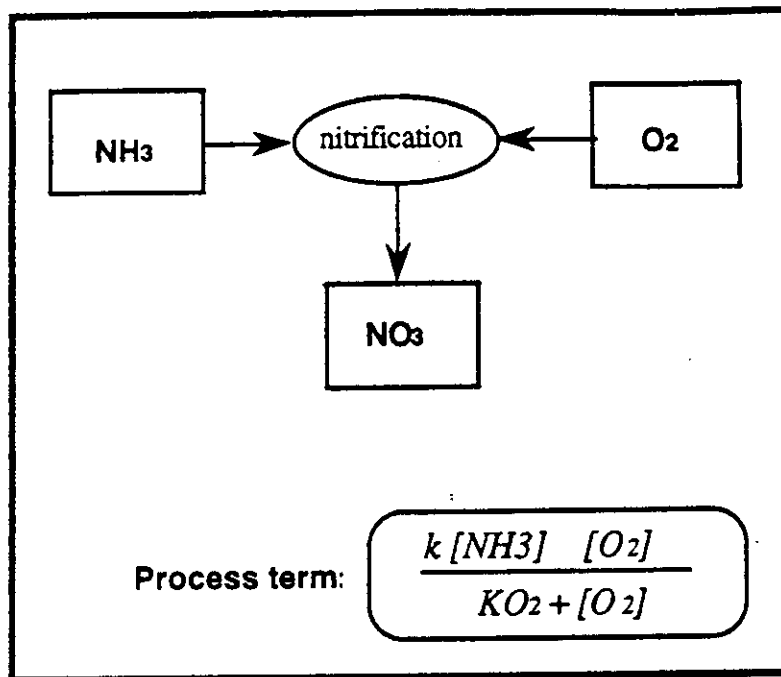 NH3 nitrification O2
NO3
k [NH3] [O2]
Process term:
KO2 + [O2]